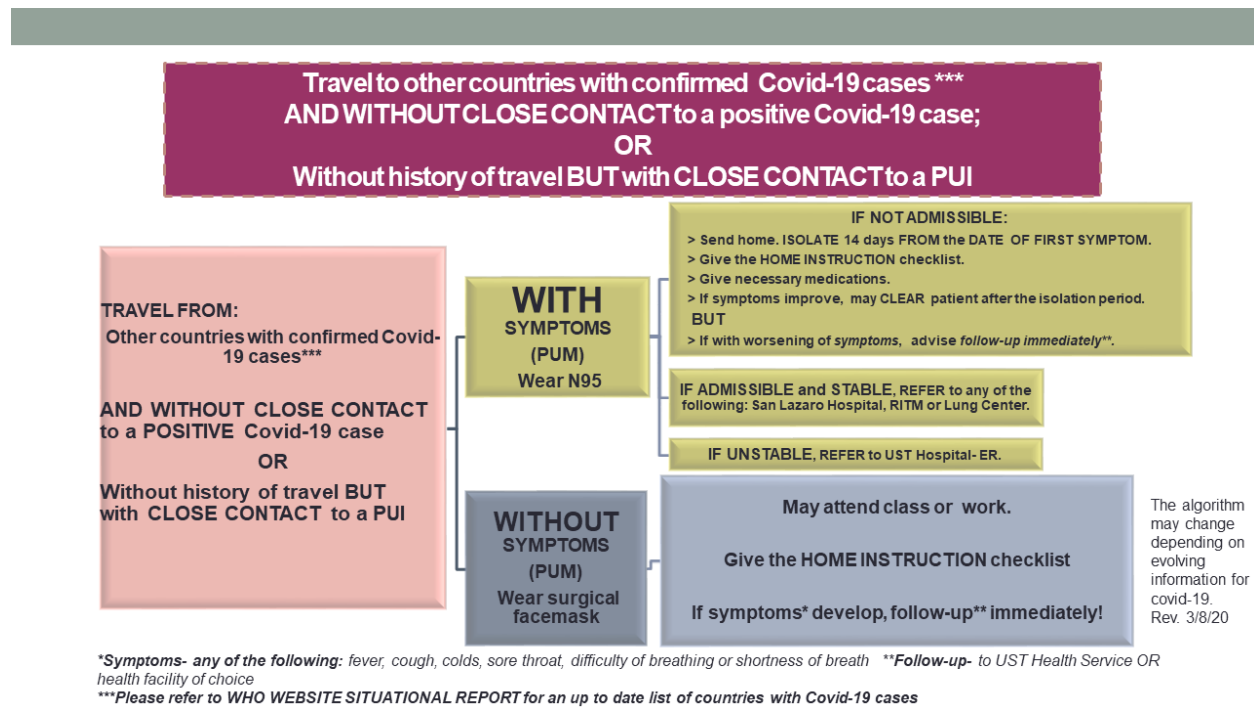 Travel to other countries with confirmed Covid-19 cases ***
AND WITHOUT CLOSE CONTACT to a positive Covid-19 case;
OR
Without history of travel BUT with CLOSE CONTACT to a PUI
TRAVEL FROM:
Other countries with confirmed Covid-
19 cases***
AND WITHOUT CLOSE CONTACT
to a POSITIVE Covid-19 case
OR
Without history of travel BUT
with CLOSE CONTACT to a PUI
WITH
SYMPTOMS
(PUM)
Wear N95
IF NOT ADMISSIBLE:
> Send home. ISOLATE 14 days FROM the DATE OF FIRST SYMPTOM.
> Give the HOME INSTRUCTION checklist.
> Give necessary medications.
> If symptoms improve, may CLEAR patient after the isolation period.
BUT
> If with worsening of symptoms, advise follow-up immediately**.
IF ADMISSIBLE and STABLE, REFER to any of the
following: San Lazaro Hospital, RITM or Lung Center.
IF UNSTABLE, REFER to UST Hospital- ER.
WITHOUT
SYMPTOMS
(PUM)
Wear surgical
facemask
May attend class or work.
Give the HOME INSTRUCTION checklist
If symptoms* develop, follow-up** immediately!
The algorithm
may change
depending on
evolving
information for
covid-19.
Rev. 3/8/20
*Symptoms- any of the following: fever, cough, colds, sore throat, difficulty of breathing or shortness of breath **Follow-up- to UST Health Service OR
health facility of choice
***Please refer to WHO WEBSITE SITUATIONAL REPORT for an up to date list of countries with Covid-19 cases